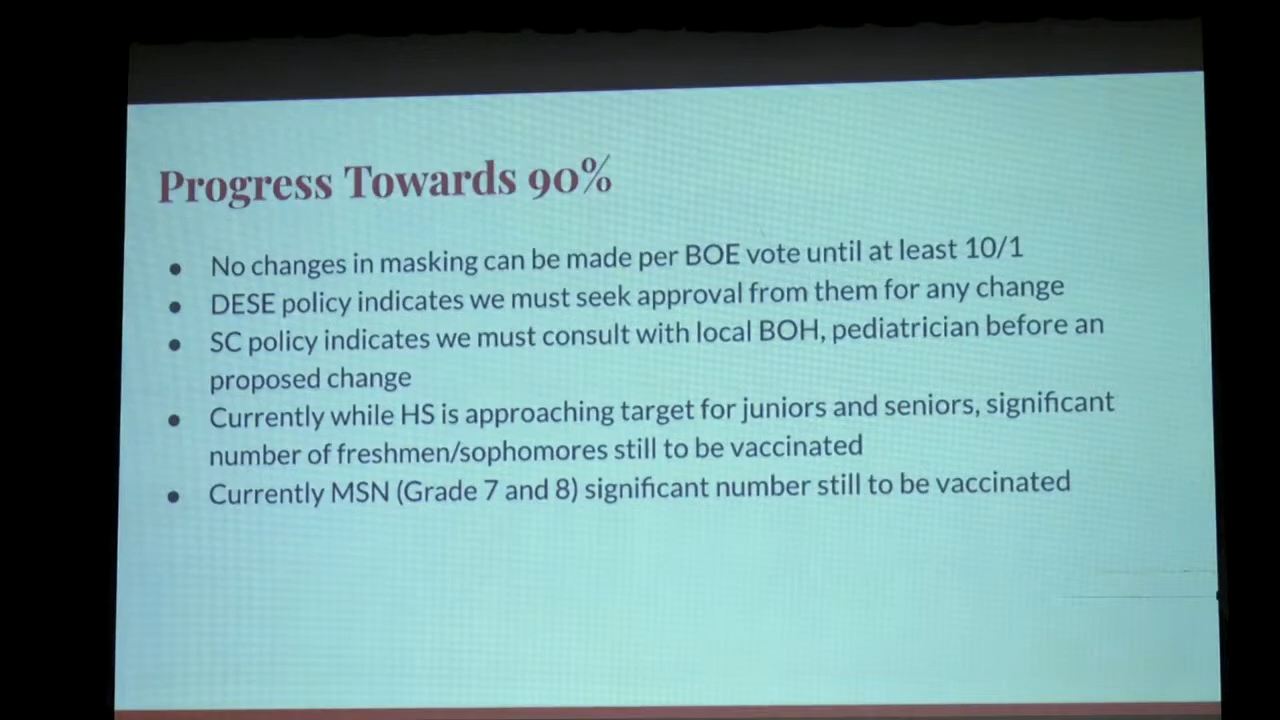 Progress Towards 90%
● No changes in masking can be made per BOE vote until at least 10/1
● DESE policy indicates we must seek approval from them for any change
● SC policy indicates we must consult with local BOH, pediatrician before an
proposed change
● Currently while HS is approaching target for juniors and seniors, significant
number of freshmen/sophomores still to be vaccinated
● Currently MSN (Grade 7 and 8) significant number still to be vaccinated